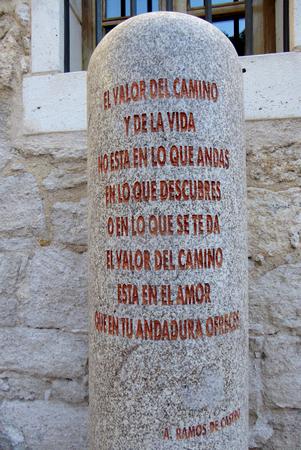 EL VALOR DEL CAMINO
Y DE LA VIDA
NO ESTA EN LO QUE ANDAS
EN LO QUE DESCUBRES
O EN LO QUE SE TE DA
EL VALOR DEL CAMINO
ESTA EN EL AMOR
QUE EN TU ANDADURA OFRECES
A. RAMOS DE CASTRO